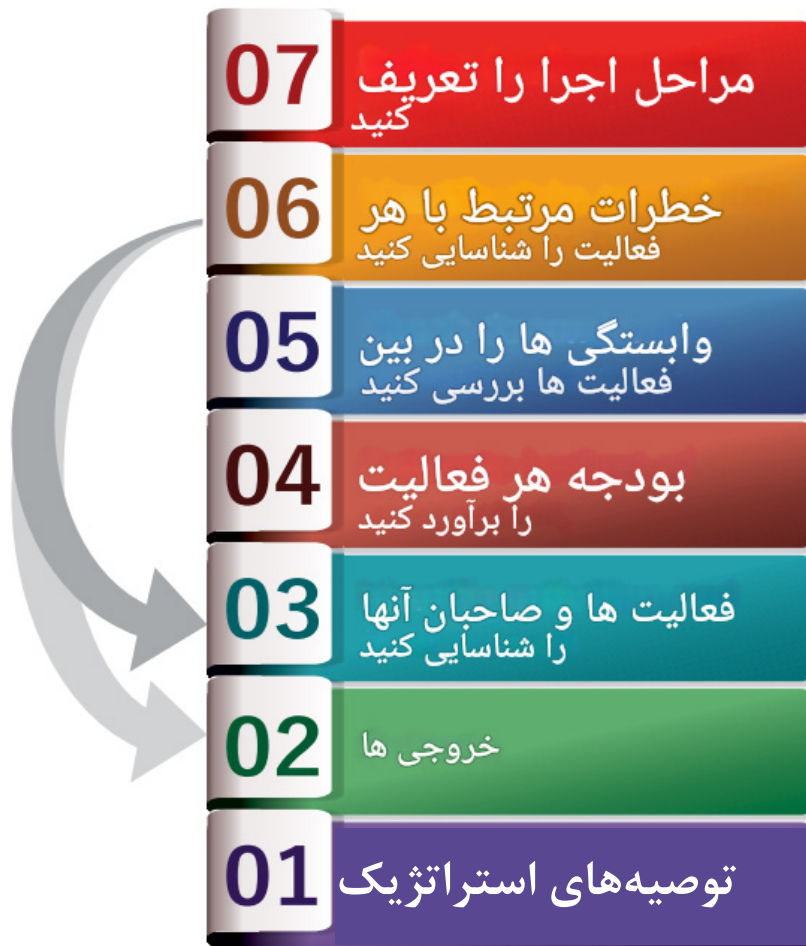 07
مراحل اجرا را تعریف
کنید
06
خطرات مرتبط با هر
فعالیت را شناسایی کنید
05
وابستگی ها را در بین
فعالیت ها بررسی کنید
04
بودجه هر فعالیت
را برآورد کنید
03
فعالیت ها و صاحبان آنها
را شناسایی کنید
02
خروجی ها
01
توصیه‌های استراتژیک